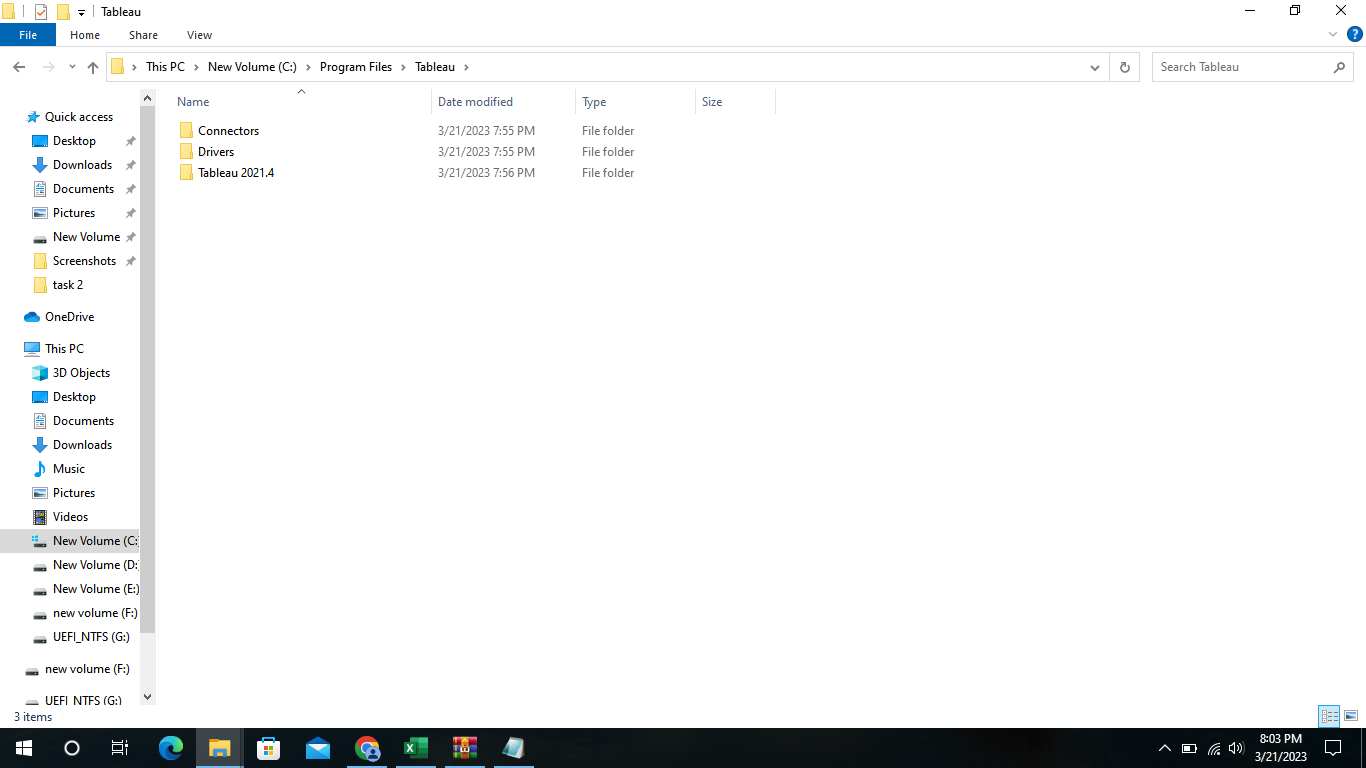 Tableau
File Home Share View
This PC New Volume (C:) Program Files Tableau
Search Tableau
Name Date modified Type Size
Connectors 3/21/2023 7:55 PM File folder
Drivers 3/21/2023 7:55 PM File folder
Tableau 2021.4 3/21/2023 7:56 PM File folder
Quick access
Desktop
Downloads
Documents
Pictures
New Volume
Screenshots
task 2
OneDrive
This PC
3D Objects
Desktop
Documents
Downloads
Music
Pictures
Videos
New Volume (C:
New Volume (D:
New Volume (E:)
new volume (F:)
UEFI_NTFS (G:)
new volume (F:)
UEFI_NTFS (G:)
3 items
8:03 PM
3/21/2023